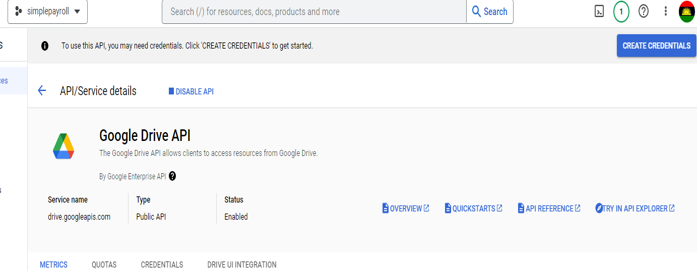 simplepayroll
Search (/) for resources, docs, products and more
Search
1
S
To use this API, you may need credentials. Click 'CREATE CREDENTIALS' to get started.
CREATE CREDENTIALS
ces
API/Service details
DISABLE API
Google Drive API
The Google Drive API allows clients to access resources from Google Drive.
By Google Enterprise API
Service name
drive.googleapis.com
Type
Public API
Status
Enabled
OVERVIEW
QUICKSTARTS
API REFERENCE
TRY IN API EXPLORER
s
METRICS
QUOTAS
CREDENTIALS
DRIVE UI INTEGRATION